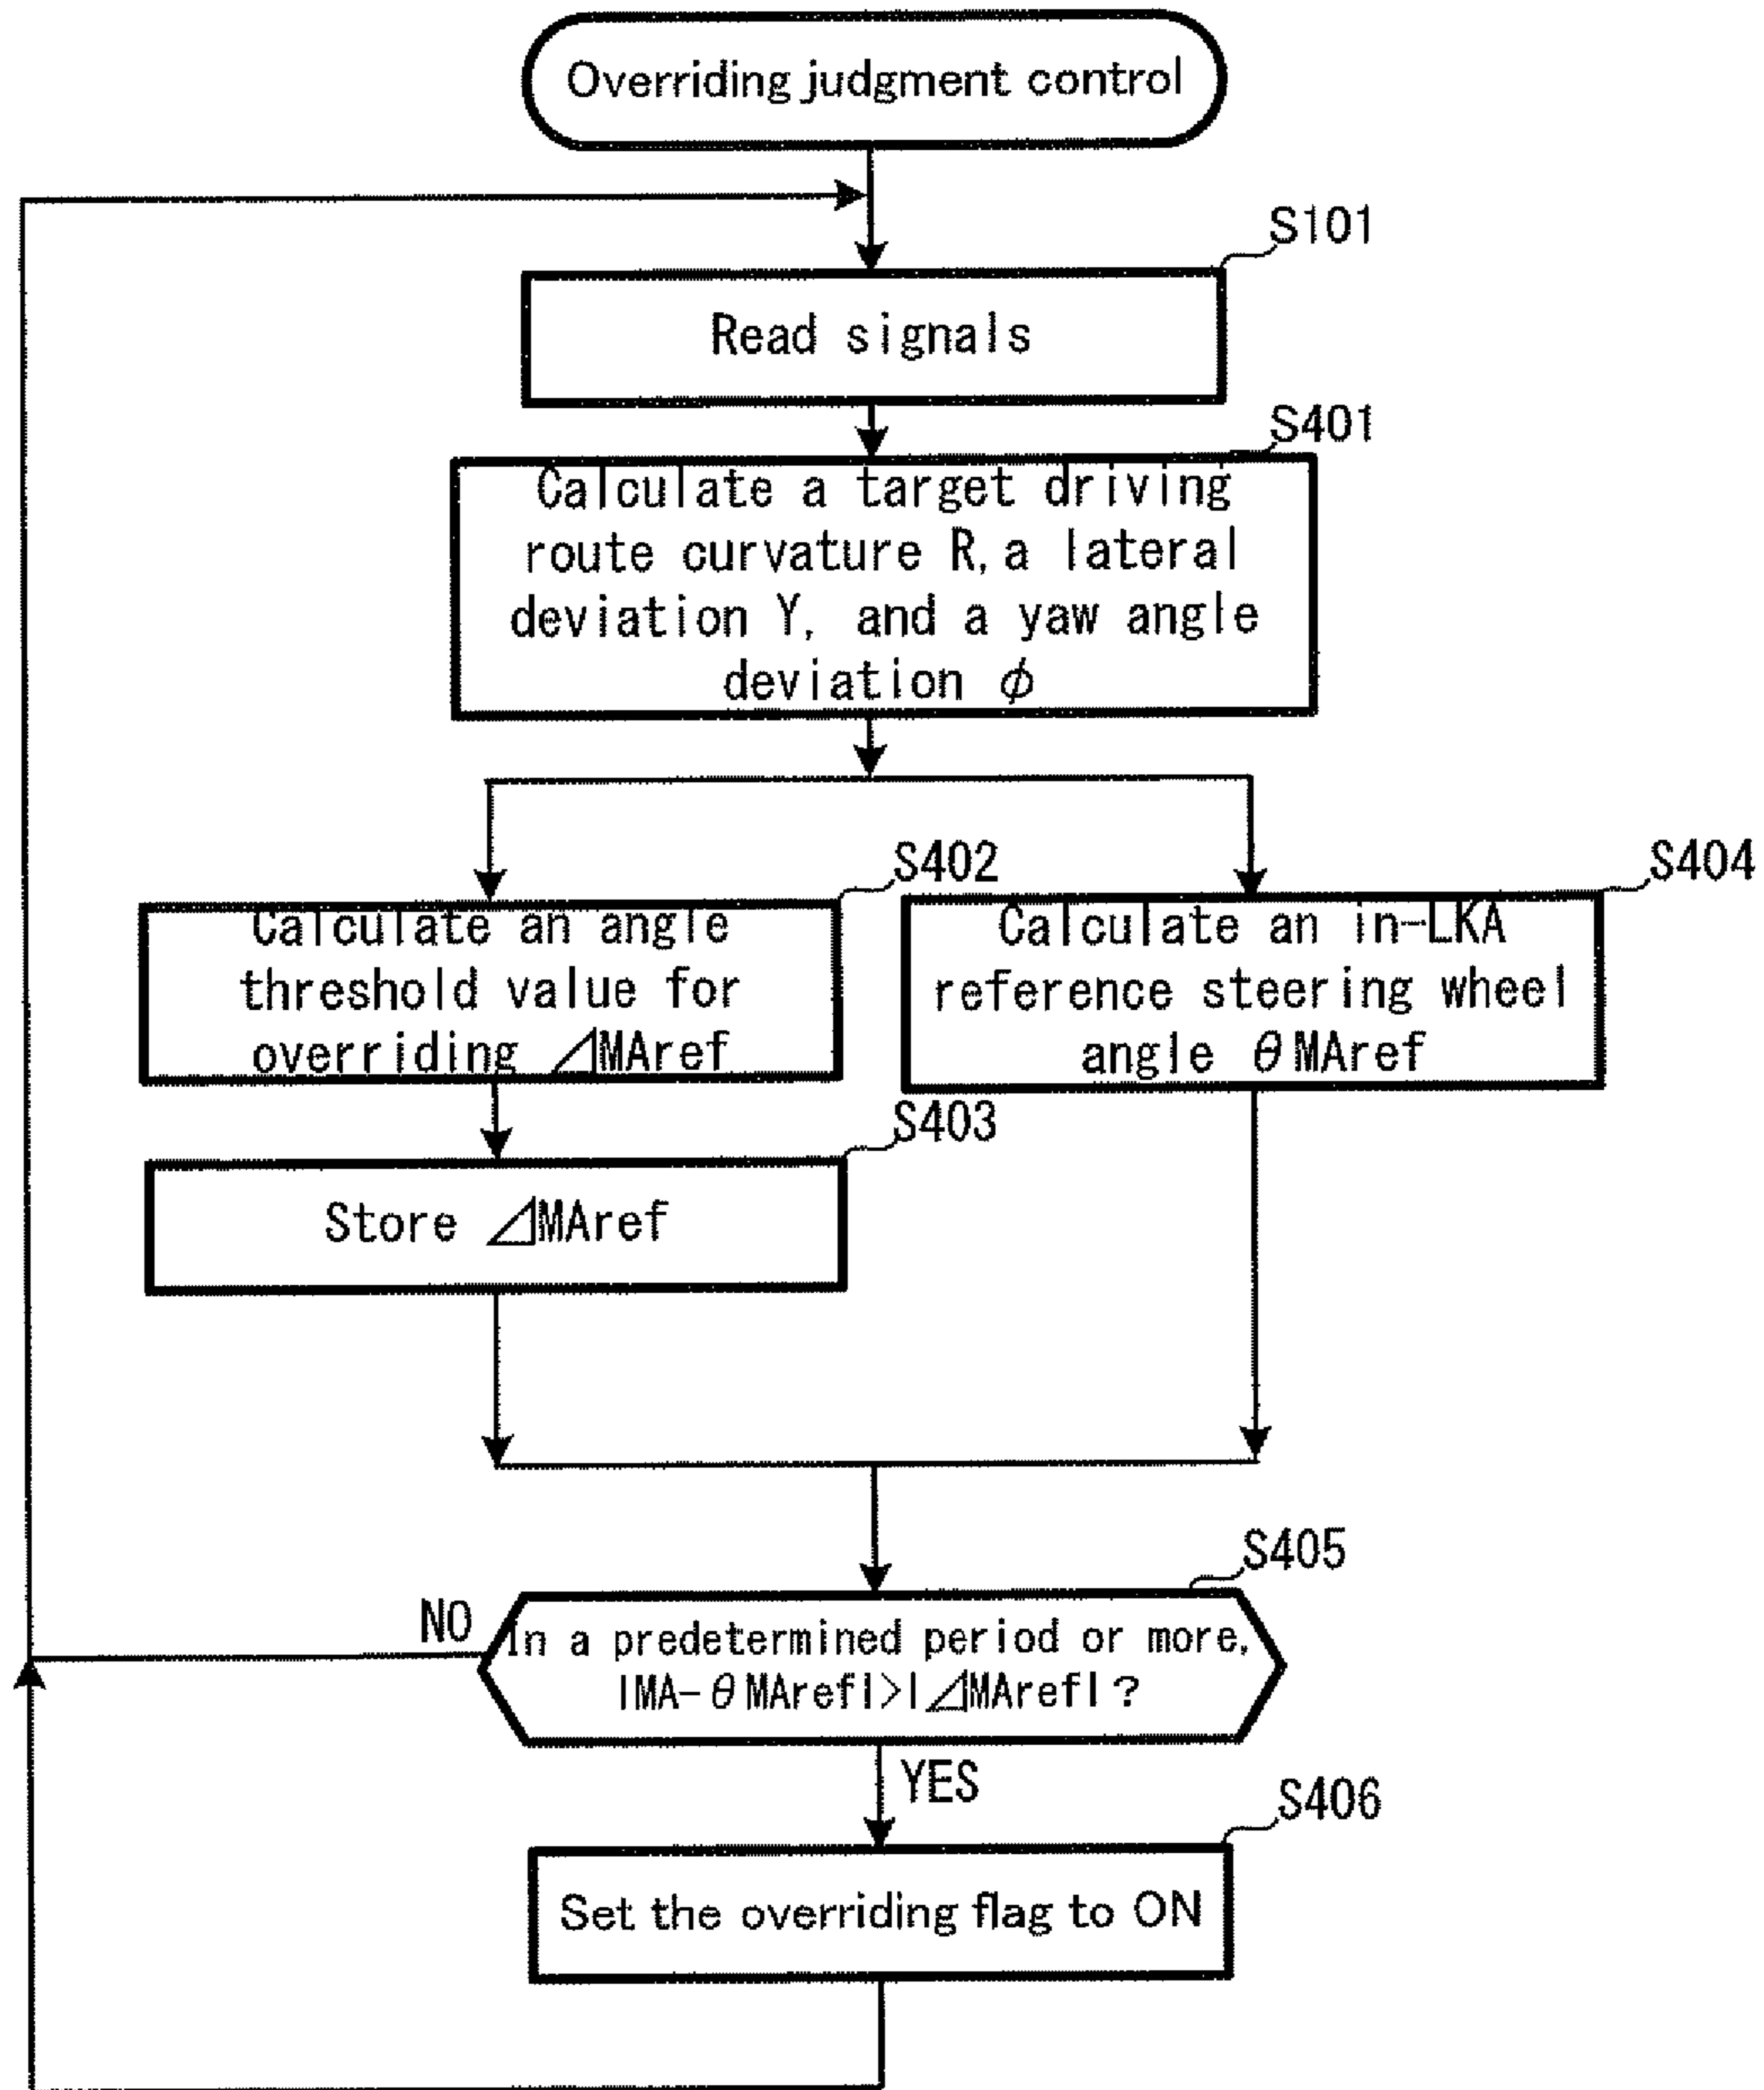 Overriding judgment control
S101
Read signals
S401
Calculate a target driving
route curvature R, a lateral
deviation Y, and a yaw angle
deviation φ
S402
Calculate an angle
threshold value for
overriding ⊿MAref
S404
Calculate an in-LKA
reference steering wheel
angle θMAref
S403
Store ⊿MAref
S405
NO
In a predetermined period or more,
|MA-θMAref|>|⊿MAref|?
YES
S406
Set the overriding flag to ON